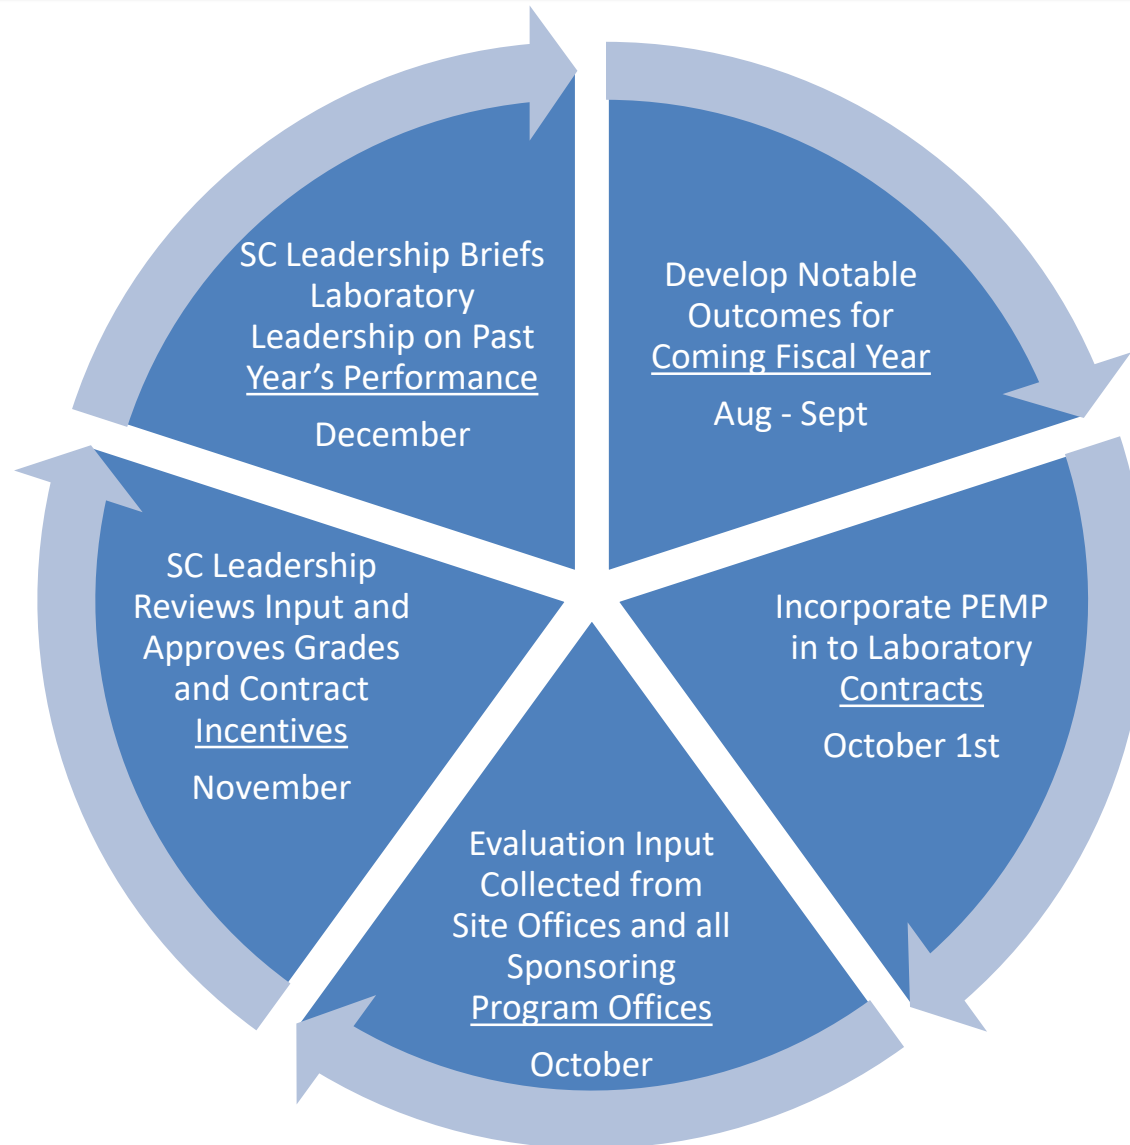 Develop Notable
Outcomes for
Coming Fiscal Year
Aug - Sept
Incorporate PEMP
in to Laboratory
Contracts
October 1st
Evaluation Input
Collected from
Site Offices and all
Sponsoring
Program Offices
October
SC Leadership
Reviews Input and
Approves Grades
and Contract
Incentives
November
SC Leadership Briefs
Laboratory
Leadership on Past
Year’s Performance
December